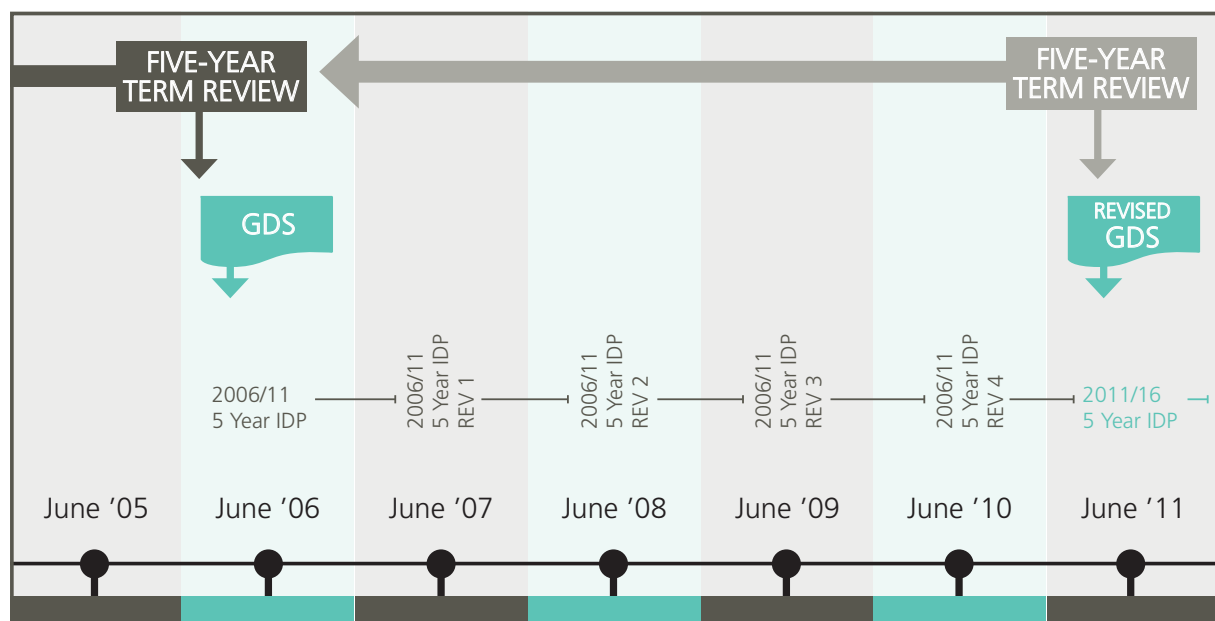 FIVE-YEAR
TERM REVIEW
FIVE-YEAR
TERM REVIEW
GDS
REVISED
GDS
2006/11
5 Year IDP
2006/11
5 Year IDP
REV 1
2006/11
5 Year IDP
REV 2
2006/11
5 Year IDP
REV 3
2006/11
5 Year IDP
REV 4
2011/16
5 Year IDP
June ’05
June ’06
June ’07
June ’08
June ’09
June ’10
June ’11